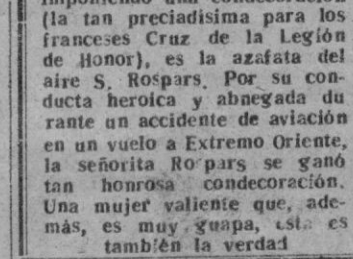 imponiendo una condecoración
(la tan preciadísima para los
franceses Cruz de la Legión
de Honor), es la azafata del
aire S. Rospars. Por su con-
ducta heroica y abnegada du
rante un accidente de aviación
en un vuelo a Extremo Oriente,
la señorita Ro pars se ganó
tan honrosa condecoración.
Una mujer valiente que, ade-
más, es muy guapa, esta es
también la verdad